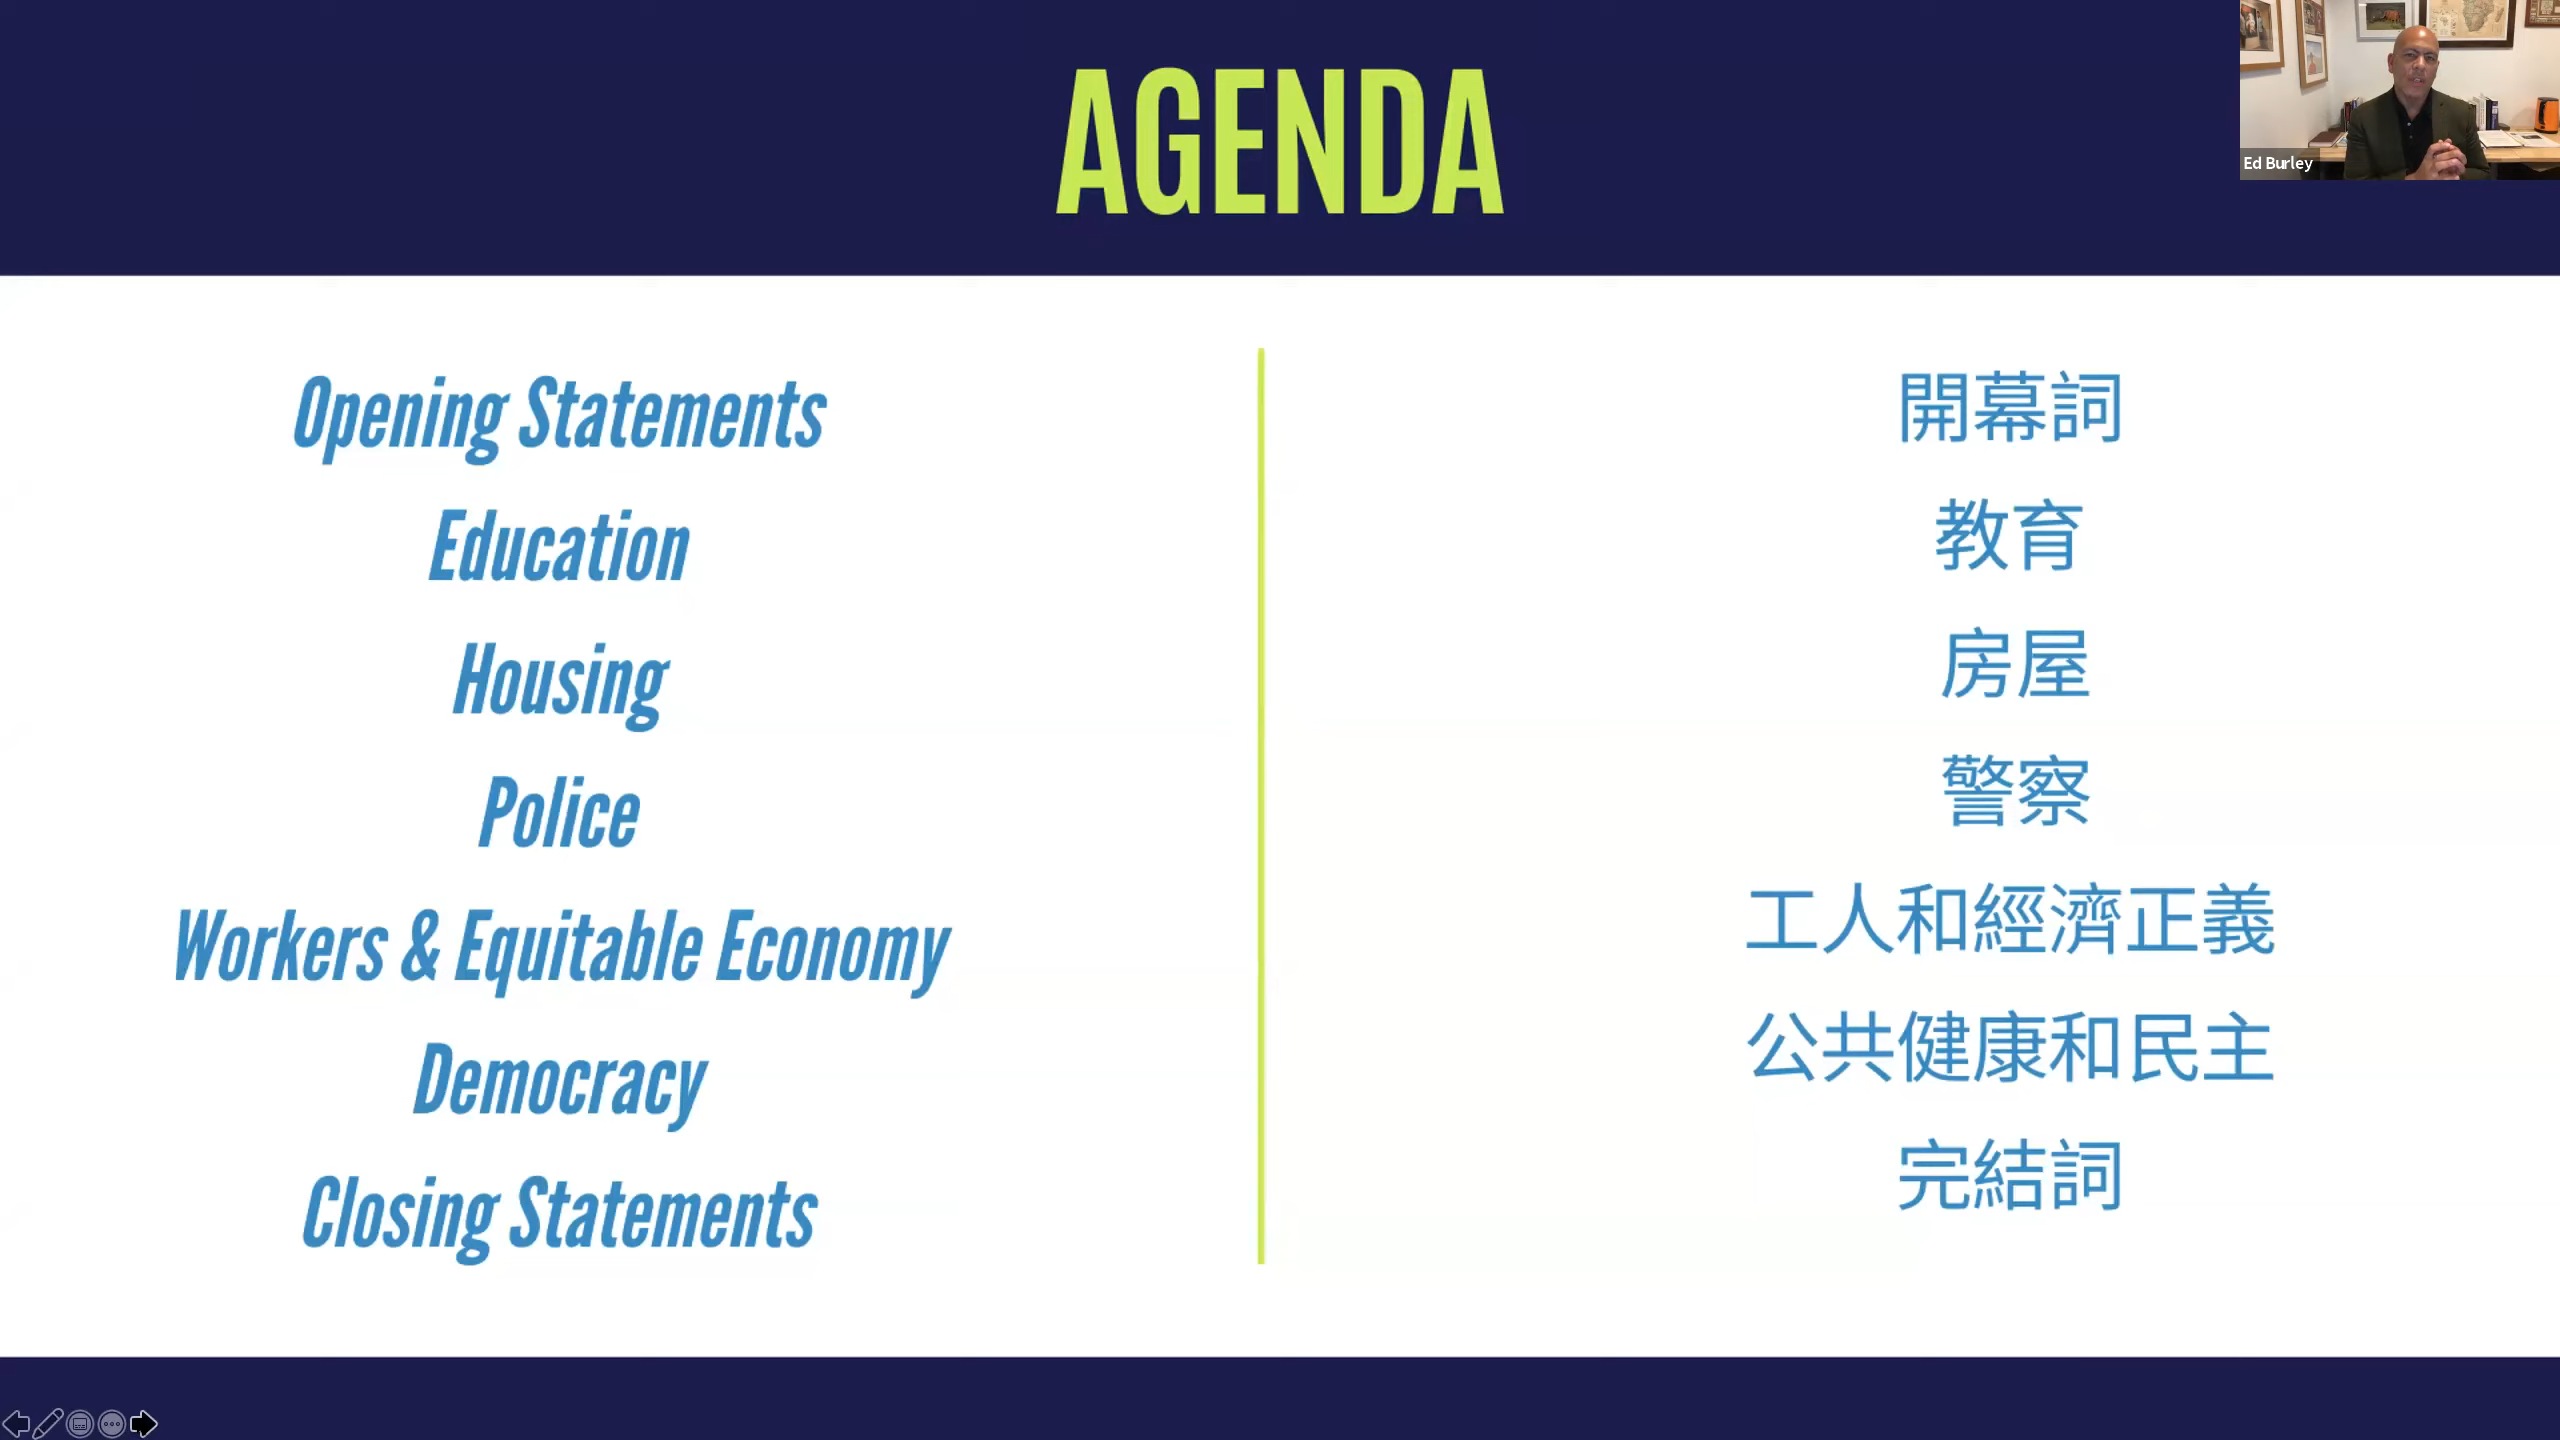 AGENDA
Ed Burley
Opening Statements
Education
Housing
Police
Workers & Equitable Economy
Democracy
Closing Statements
開幕詞
教育
房屋
警察
工人和經濟正義
公共健康和民主
完結詞